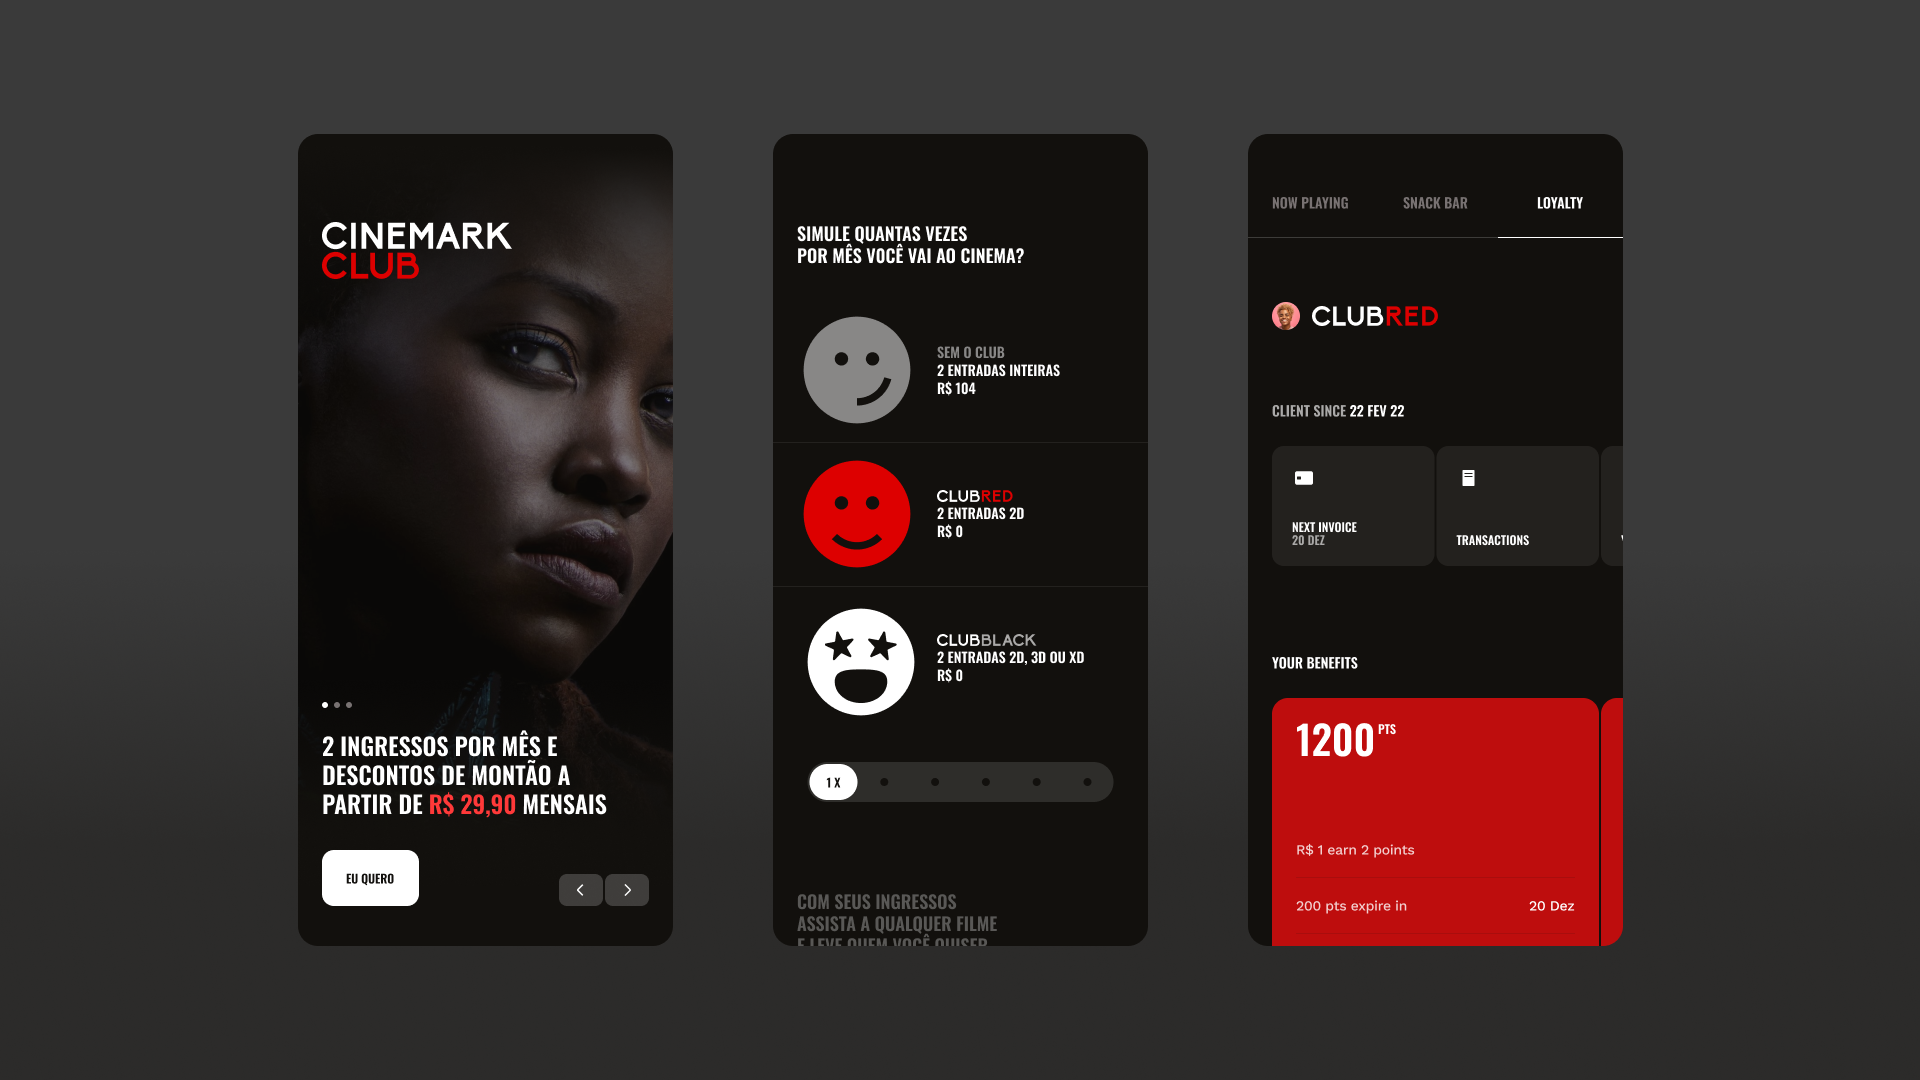 CINEMARK
CLUB
2 INGRESSOS POR MÊS E
DESCONTOS DE MONTÃO A
PARTIR DE R$ 29,90 MENSAIS
EU QUERO
SIMULE QUANTAS VEZES
POR MÊS VOCÊ VAI AO CINEMA?
SEM O CLUB
2 ENTRADAS INTEIRAS
R$ 104
CLUBRED
2 ENTRADAS 2D
R$ 0
CLUBBLACK
2 ENTRADAS 2D, 3D OU XD
R$ 0
1 X
COM SEUS INGRESSOS
ASSISTA A QUALQUER FILME
E LEVE QUEM VOCÊ QUISER
NOW PLAYING
SNACK BAR
LOYALTY
CLUBRED
CLIENT SINCE 22 FEV 22
NEXT INVOICE
20 DEZ
TRANSACTIONS
YOUR BENEFITS
1200 PTS
R$ 1 earn 2 points
200 pts expire in 20 Dez